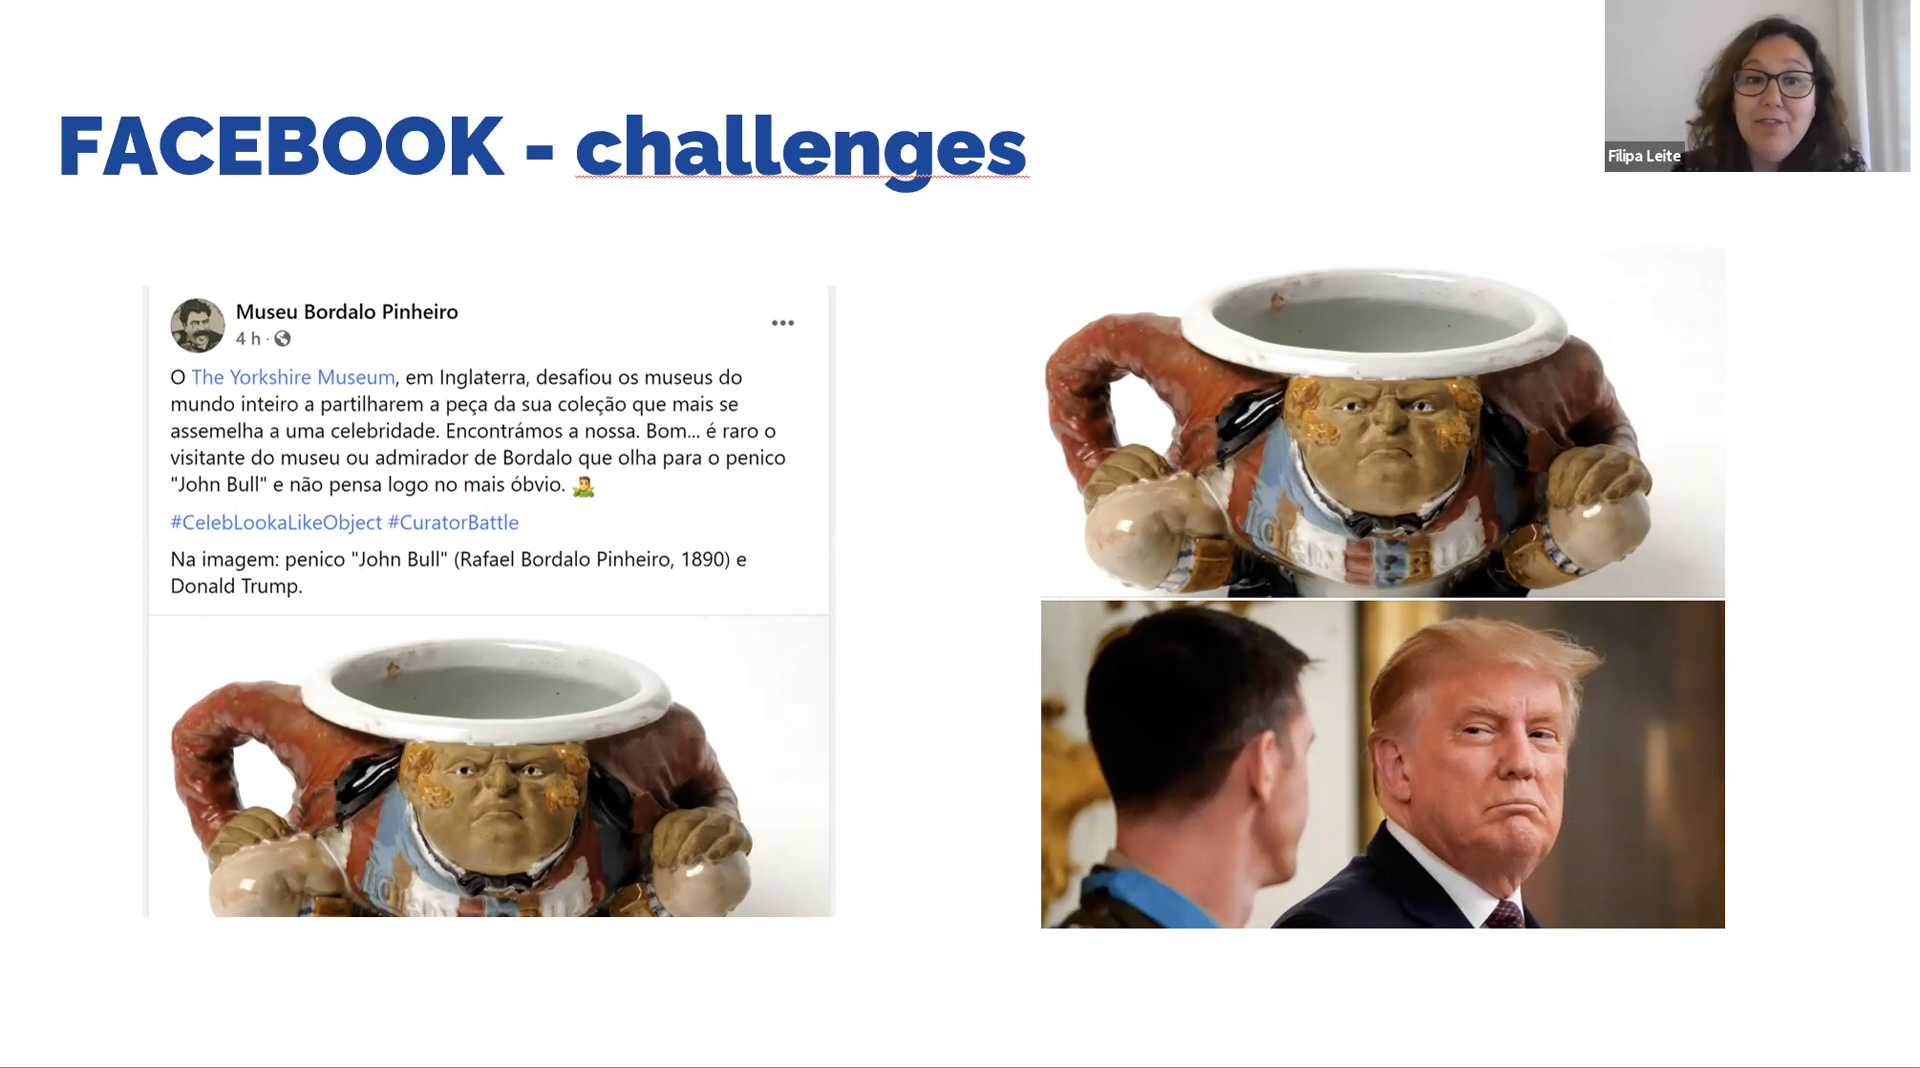 FACEBOOK - challenges
Filipa Leite
Museu Bordalo Pinheiro
4 h ·
O The Yorkshire Museum, em Inglaterra, desafiou os museus do
mundo inteiro a partilharem a peça da sua coleção que mais se
assemelha a uma celebridade. Encontrámos a nossa. Bom... é raro o
visitante do museu ou admirador de Bordalo que olha para o penico
"John Bull" e não pensa logo no mais óbvio. 🤷‍♂️
#CelebLookaLikeObject #CuratorBattle
Na imagem: penico "John Bull" (Rafael Bordalo Pinheiro, 1890) e
Donald Trump.